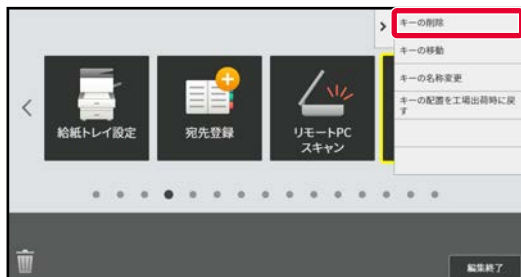 キーの削除
キーの移動
キーの名称変更
キーの配置を工場出荷時に戻
す
給紙トレイ設定
宛先登録
リモートPC
スキャン
編集終了